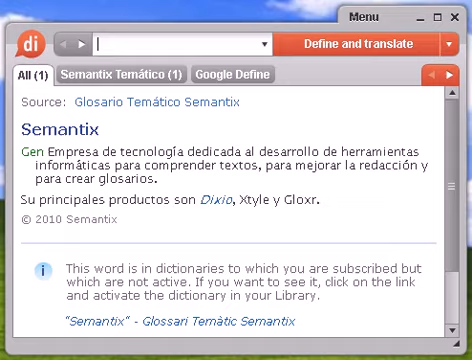 Menu
di
Define and translate
All (1)
Semantix Temático (1)
Google Define
Source: Glosario Temático Semantix
Semantix
Gen Empresa de tecnología dedicada al desarrollo de herramientas
informáticas para comprender textos, para mejorar la redacción y
para crear glosarios.
Su principales productos son Dixio, Xtyle y Gloxr.
© 2010 Semantix
i
This word is in dictionaries to which you are subscribed but
which are not active. If you want to see it, click on the link
and activate the dictionary in your Library.
"Semantix" - Glossari Temàtic Semantix